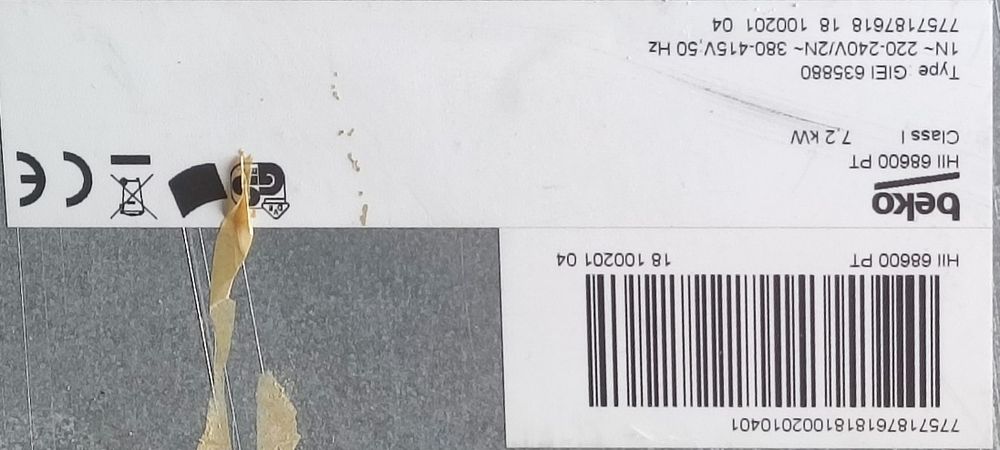 7757187618181002010401
HII 68600 PT 18 100201 04
beko
HII 68600 PT
Class I 7,2 kW
Type GIEI 635880
1N~ 220-240V/2N~ 380-415V,50 Hz
7757187618 18 100201 04
CE